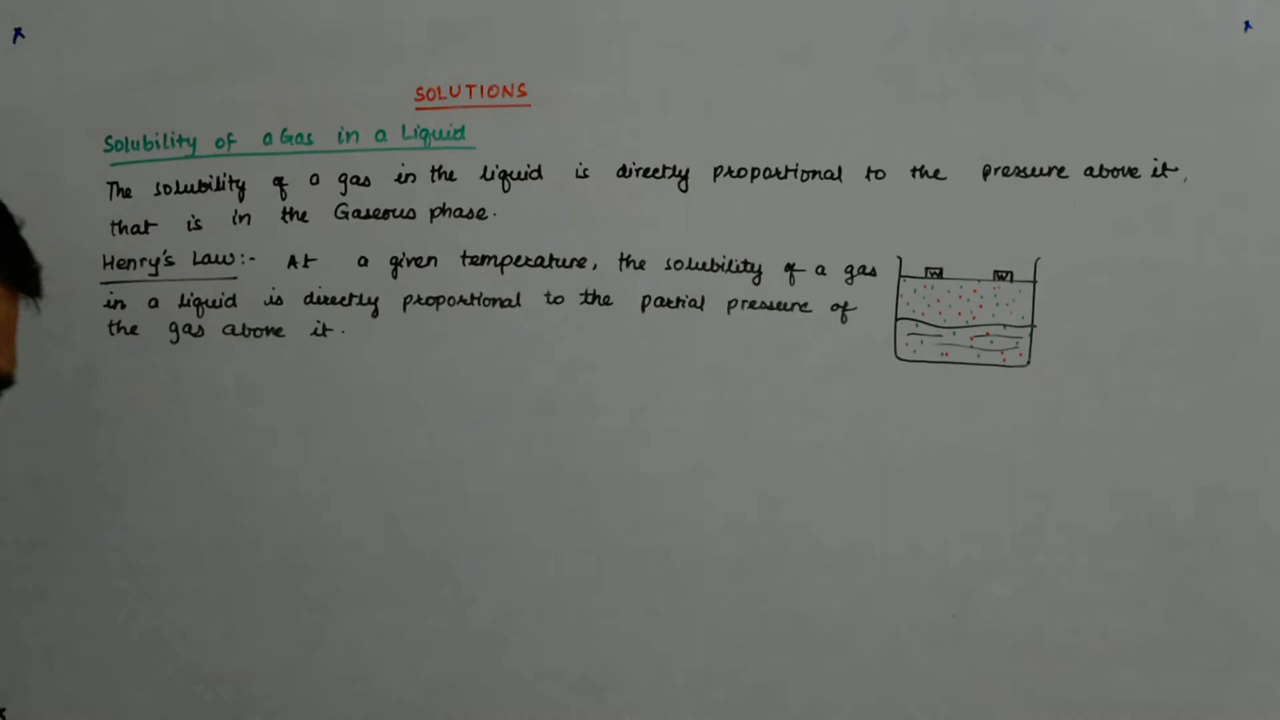 SOLUTIONS
Solubility of a Gas in a Liquid
The solubility of a gas in the liquid is directly proportional to the pressure above it,
that is in the Gaseous phase.
Henry's Law:- At a given temperature, the solubility of a gas
in a liquid is directly proportional to the partial pressure of
the gas above it.
W W